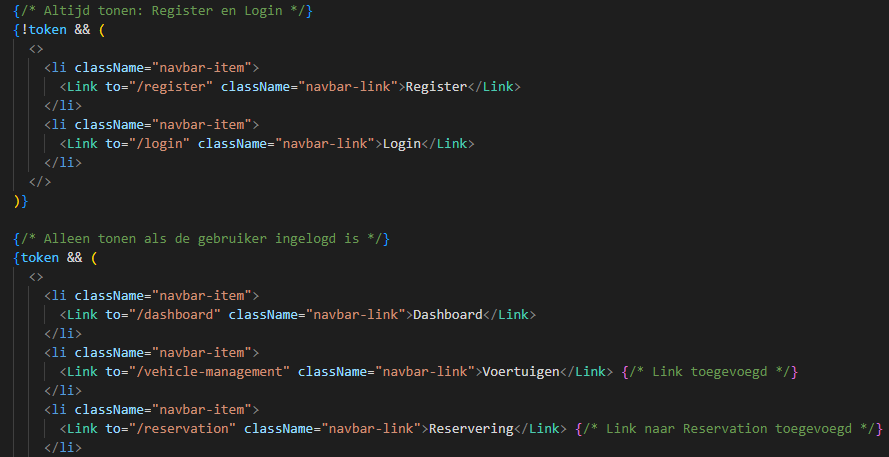 {/* Altijd tonen: Register en Login */}
{!token && (
<>
<li className="navbar-item">
<Link to="/register" className="navbar-link">Register</Link>
</li>
<li className="navbar-item">
<Link to="/login" className="navbar-link">Login</Link>
</li>
</>
)}
{/* Alleen tonen als de gebruiker ingelogd is */}
{token && (
<>
<li className="navbar-item">
<Link to="/dashboard" className="navbar-link">Dashboard</Link>
</li>
<li className="navbar-item">
<Link to="/vehicle-management" className="navbar-link">Voertuigen</Link> {/* Link toegevoegd */}
</li>
<li className="navbar-item">
<Link to="/reservation" className="navbar-link">Reservering</Link> {/* Link naar Reservation toegevoegd */}
</li>